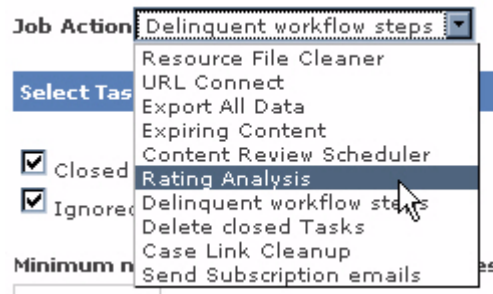 Job Action Delinquent workflow steps
Resource File Cleaner
Select Tas
URL Connect
Export All Data
Expiring Content
Closed
Content Review Scheduler
Rating Analysis
Ignored
Delinquent workflow steps
Delete closed Tasks
Case Link Cleanup
Minimum n
Send Subscription emails